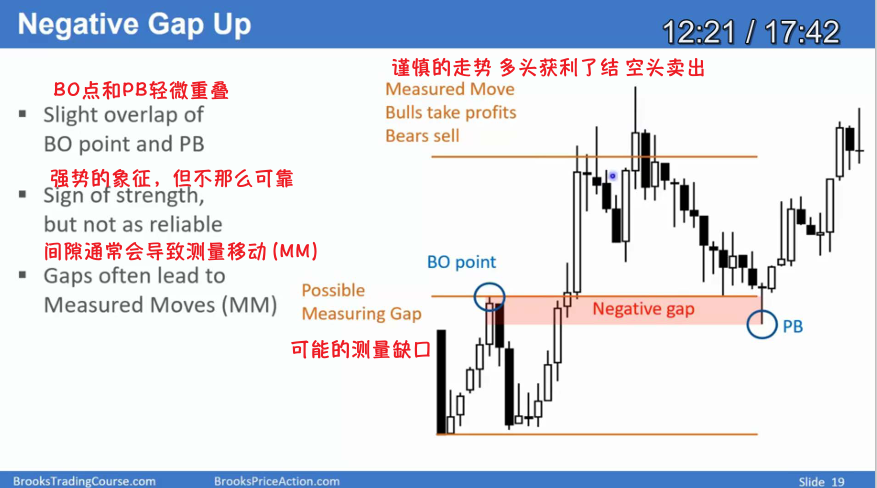 Negative Gap Up
12:21 / 17:42
BO点和PB轻微重叠
▪ Slight overlap of
BO point and PB
强势的象征，但不那么可靠
▪ Sign of strength,
but not as reliable
间隙通常会导致测量移动(MM)
▪ Gaps often lead to
Measured Moves (MM)
谨慎的走势 多头获利了结 空头卖出
Measured Move
Bulls take profits
Bears sell
BO point
Possible
Measuring Gap
可能的测量缺口
Negative gap
PB
BrooksTradingCourse.com
BrooksPriceAction.com
Slide 19